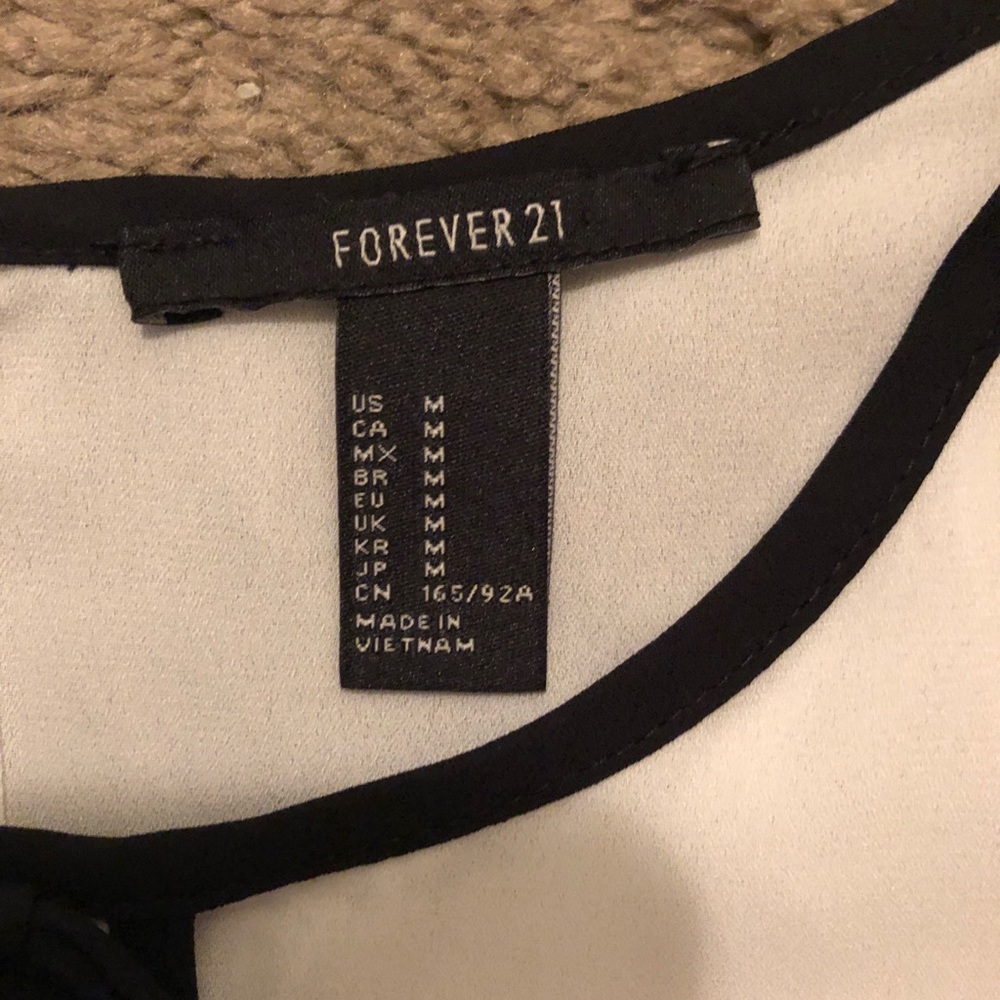 FOREVER 21
US M
CA M
MX M
BR M
EU M
UK M
KR M
JP M
CN 165/92A
MADE IN
VIETNAM